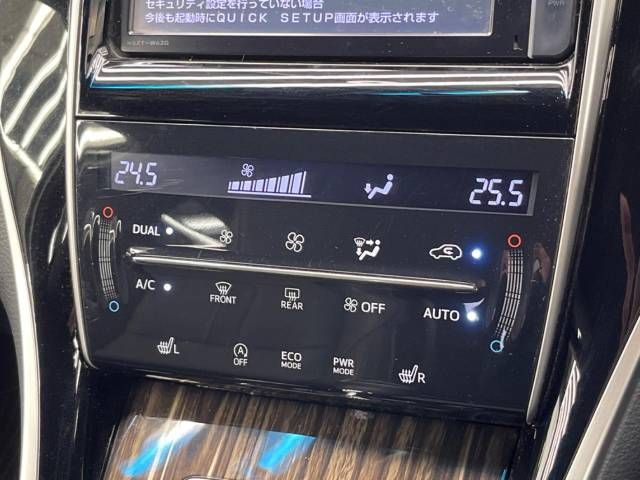 セキュリティ設定を行っていない場合
今後も起動時にQUICK SETUP画面が表示されます
PWR
NSZT-W62G
24.5
25.5
DUAL
A/C
FRONT
REAR
OFF
AUTO
L
A
OFF
ECO
MODE
PWR
MODE
R